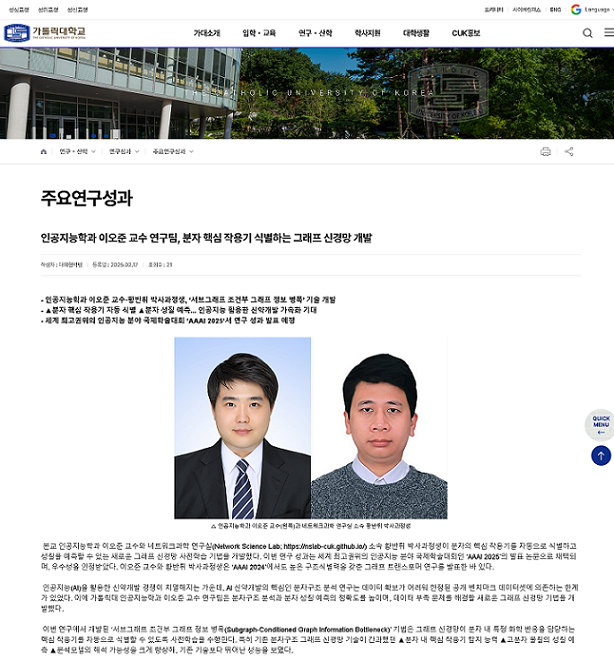 성심포털 성의포털 성신포털
트리니티 사이버캠퍼스 ENG Language
가톨릭대학교
THE CATHOLIC UNIVERSITY OF KOREA
가대소개 입학·교육 연구·산학 학사지원 대학생활 CUK홍보
THE CATHOLIC UNIVERSITY OF KOREA
연구·산학 연구성과 주요연구성과
주요연구성과
인공지능학과 이오준 교수 연구팀, 분자 핵심 작용기 식별하는 그래프 신경망 개발
작성자 : 대외협력팀 등록일 : 2025.02.17 조회수 : 23
- 인공지능학과 이오준 교수·황반휘 박사과정생, '서브그래프 조건부 그래프 정보 병목' 기술 개발
- ▲분자 핵심 작용기 자동 식별 ▲분자 성질 예측... 인공지능 활용한 신약개발 가속화 기대
- 세계 최고권위의 인공지능 분야 국제학술대회 'AAAI 2025'서 연구 성과 발표 예정
QUICK
MENU
△ 인공지능학과 이오준 교수(왼쪽)과 네트워크과학 연구실 소속 황반휘 박사과정생
본교 인공지능학과 이오준 교수와 네트워크과학 연구실(Network Science Lab; https://nslab-cuk.github.io/) 소속 황반휘 박사과정생이 분자의 핵심 작용기를 자동으로 식별하고
성질을 예측할 수 있는 새로운 그래프 신경망 사전학습 기법을 개발했다. 이번 연구 성과는 세계 최고권위의 인공지능 분야 국제학술대회인 'AAAI 2025'의 발표 논문으로 채택되
며, 우수성을 인정받았다. 이오준 교수와 황반휘 박사과정생은 'AAAI 2024'에서도 높은 구조식별력을 갖춘 그래프 트랜스포머 연구를 발표한 바 있다.
인공지능(AI)을 활용한 신약개발 경쟁이 치열해지는 가운데, AI 신약개발의 핵심인 분자구조 분석 연구는 데이터 확보가 어려워 한정된 공개 벤치마크 데이터셋에 의존하는 한계
가 있었다. 이에 가톨릭대 인공지능학과 이오준 교수 연구팀은 분자구조 분석과 분자 성질 예측의 정확도를 높이며, 데이터 부족 문제를 해결할 새로운 그래프 신경망 기법을 개
발했다.
이번 연구에서 개발된 '서브그래프 조건부 그래프 정보 병목(Subgraph-Conditioned Graph Information Bottleneck)' 기법은 그래프 신경망이 분자 내 특정 화학 반응을 담당하는
핵심 작용기를 자동으로 식별할 수 있도록 사전학습을 수행한다. 특히 기존 분자구조 그래프 신경망 기술이 간과했던 ▲분자 내 핵심 작용기 탐지 능력 ▲고분자 물질의 성질 예
측 ▲분석모델의 해석 가능성을 크게 향상해, 기존 기술보다 뛰어난 성능을 보였다.